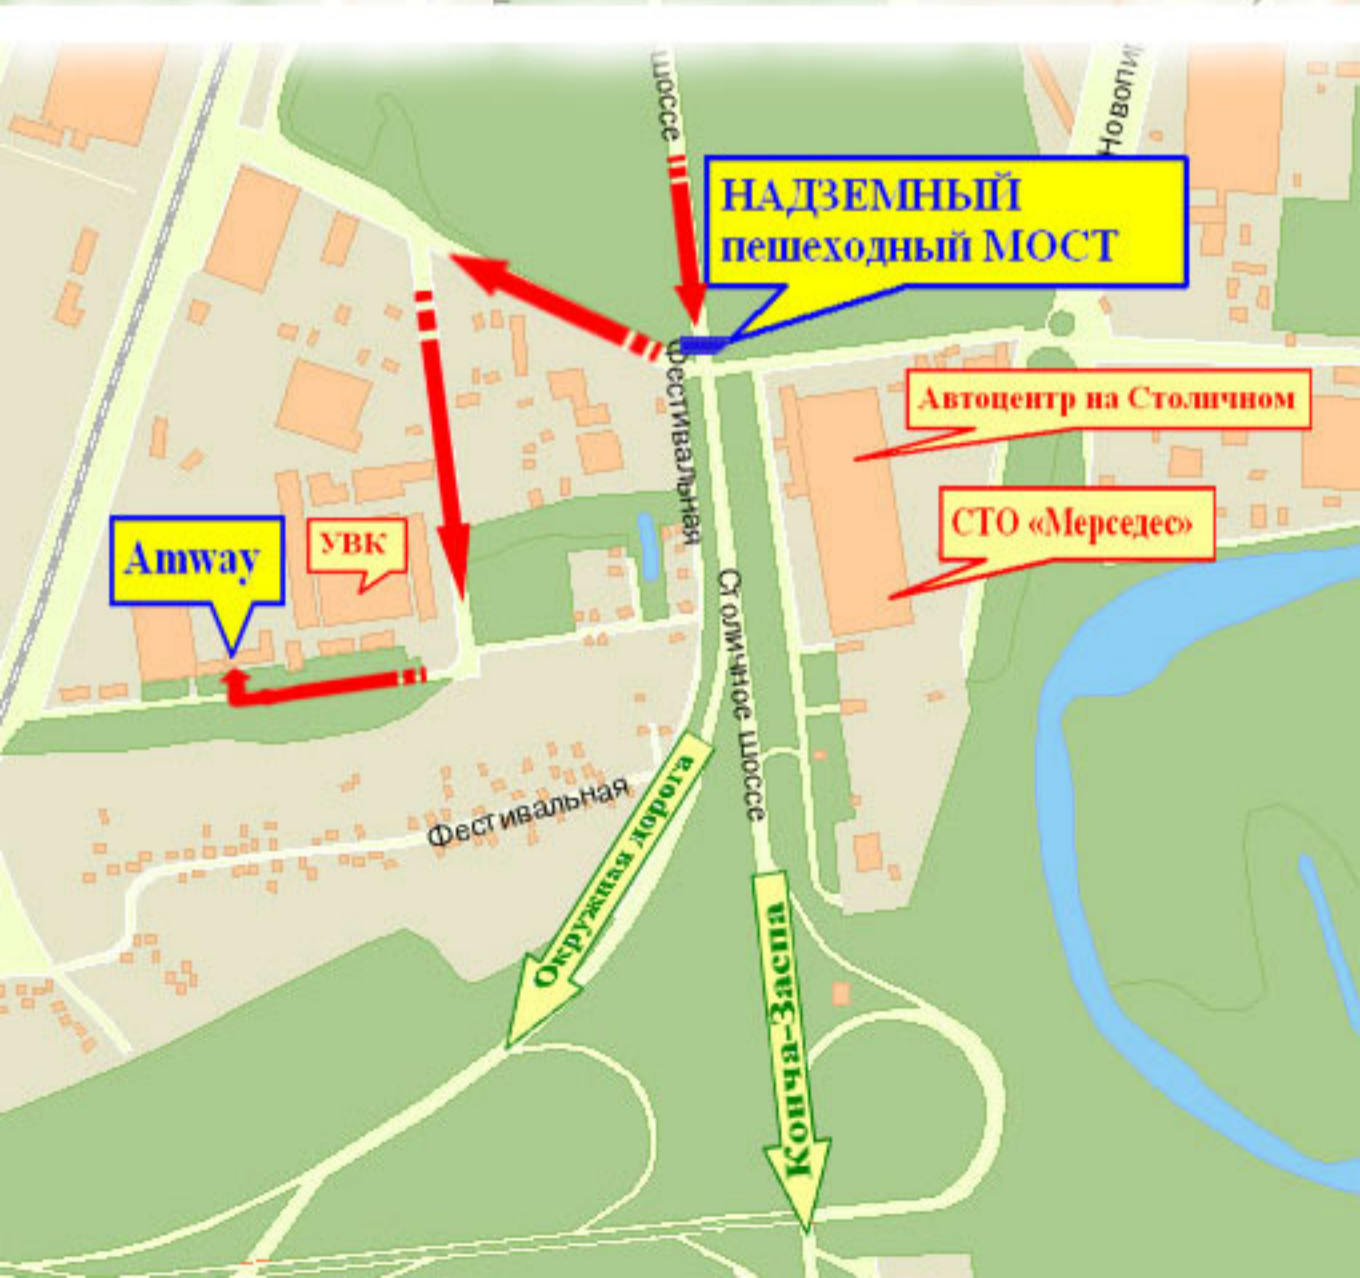 шоссе
Новопи
НАДЗЕМНЫЙ
пешеходный МОСТ
Фестивальная
Автоцентр на Столичном
СТО «Мерседес»
Amway
УВК
Столичное шоссе
Фестивальная
Окружная дорога
Конча-Заспа